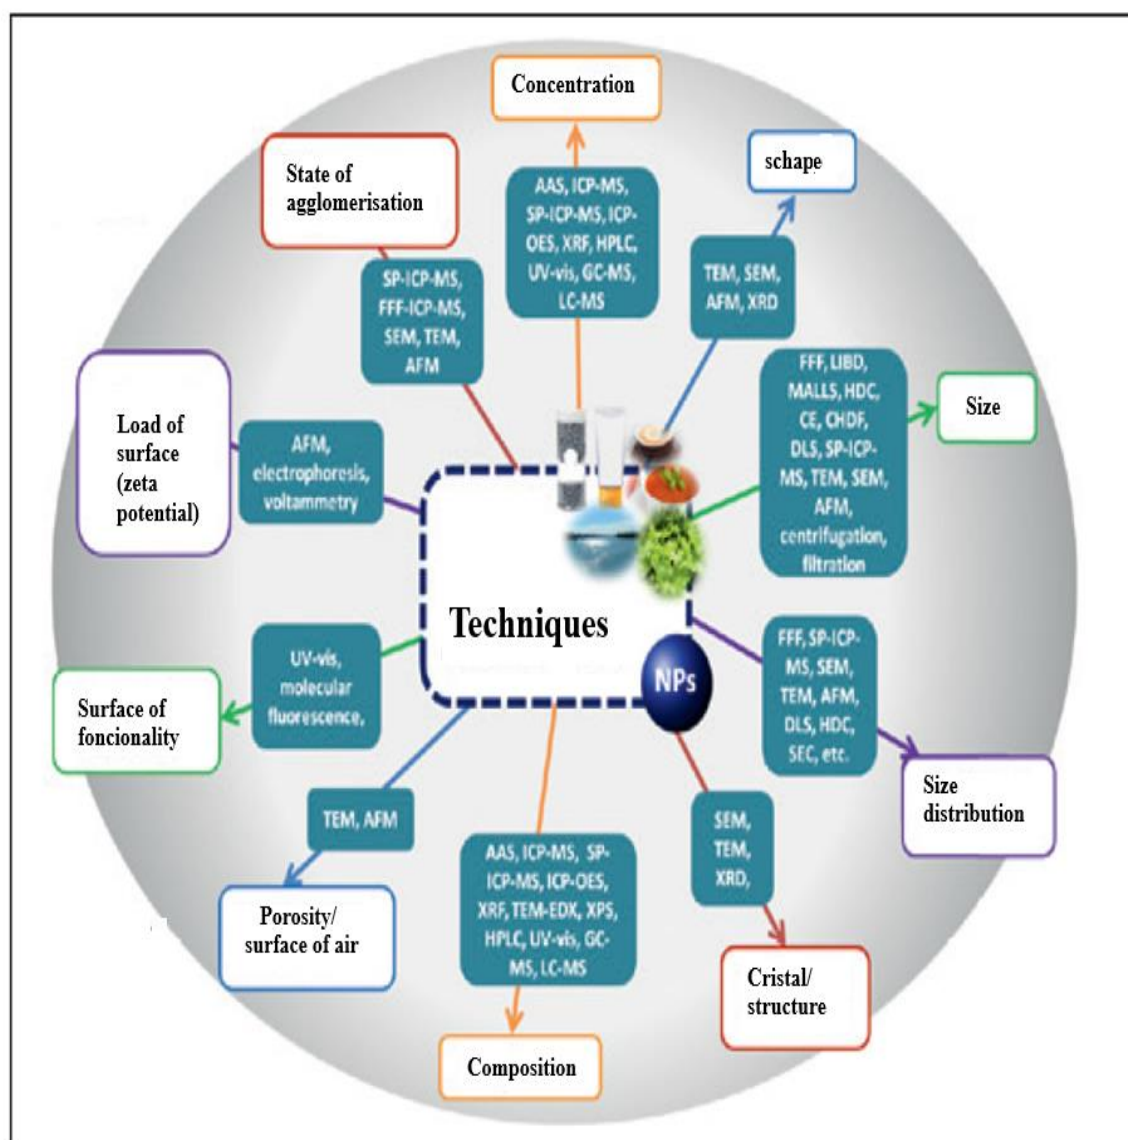 Concentration
AAS, ICP-MS,
SP-ICP-MS, ICP-
OES, XRF, HPLC,
UV-vis, GC-MS,
LC-MS
schape
TEM, SEM,
AFM, XRD
State of
agglomerisation
SP-ICP-MS,
FFF-ICP-MS,
SEM, TEM,
AFM
FFF, LIBD,
MALLS, HDC,
CE, CHDF,
DLS, SP-ICP-
MS, TEM, SEM,
AFM,
centrifugation,
filtration
Size
Load of
surface
(zeta
potential)
AFM,
electrophoresis,
voltammetry
Techniques
NPs
UV-vis,
molecular
fluorescence,
Surface of
foncionality
FFF, SP-ICP-
MS, SEM,
TEM, AFM,
DLS, HDC,
SEC, etc.
Size
distribution
TEM, AFM
Porosity/
surface of air
AAS, ICP-MS, SP-
ICP-MS, ICP-OES,
XRF, TEM-EDX, XPS,
HPLC, UV-vis, GC-
MS, LC-MS
Composition
SEM,
TEM,
XRD,
Cristal/
structure